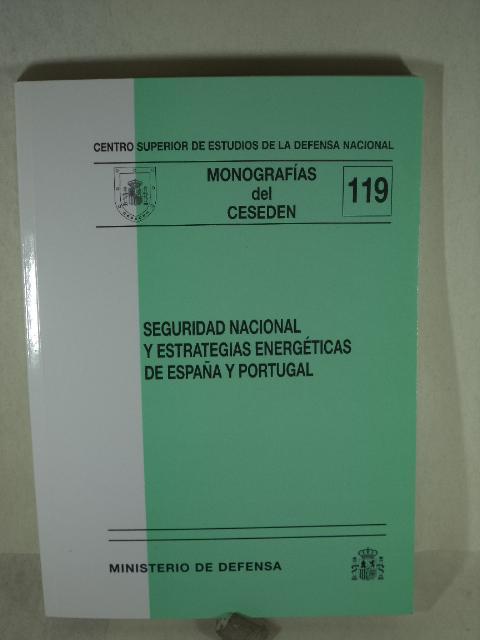 CENTRO SUPERIOR DE ESTUDIOS DE LA DEFENSA NACIONAL
MONOGRAFÍAS
del
CESEDEN
119
SEGURIDAD NACIONAL
Y ESTRATEGIAS ENERGÉTICAS
DE ESPAÑA Y PORTUGAL
MINISTERIO DE DEFENSA